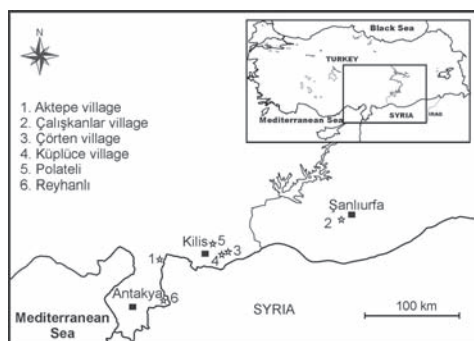 Black Sea
TURKEY
Mediterranean Sea
SYRIA
IRAQ
1. Aktepe village
2. Çalışkanlar village
3. Çörten village
4. Küplüce village
5. Polateli
6. Reyhanlı
Şanlıurfa
2
Kilis
5
4
3
1
Antakya
6
Mediterranean
Sea
SYRIA
100 km